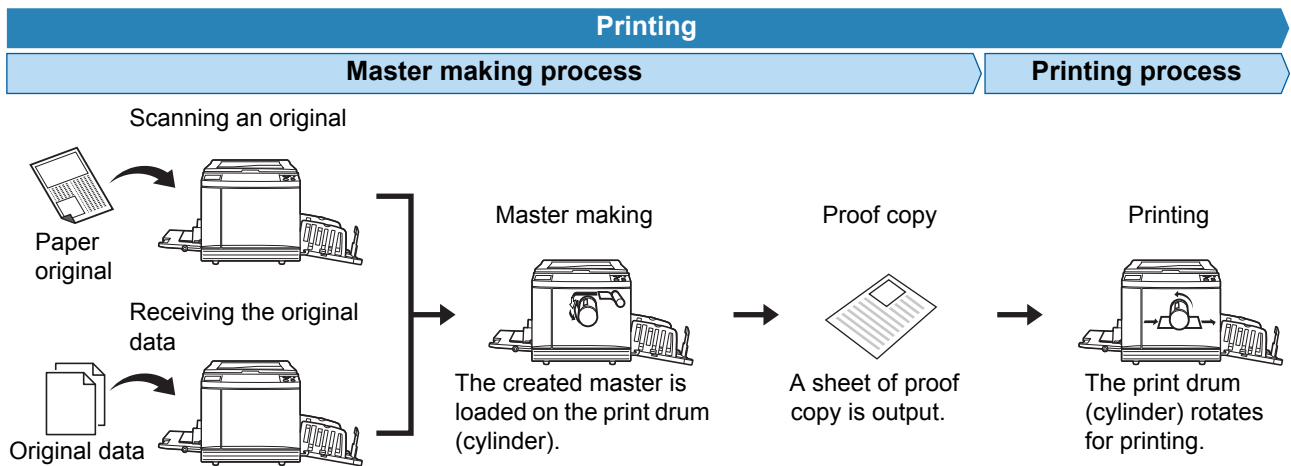 Printing
Master making process
Printing process
Scanning an original
Paper
original
Receiving the original
data
Original data
Master making
The created master is
loaded on the print drum
(cylinder).
Proof copy
A sheet of proof
copy is output.
Printing
The print drum
(cylinder) rotates
for printing.